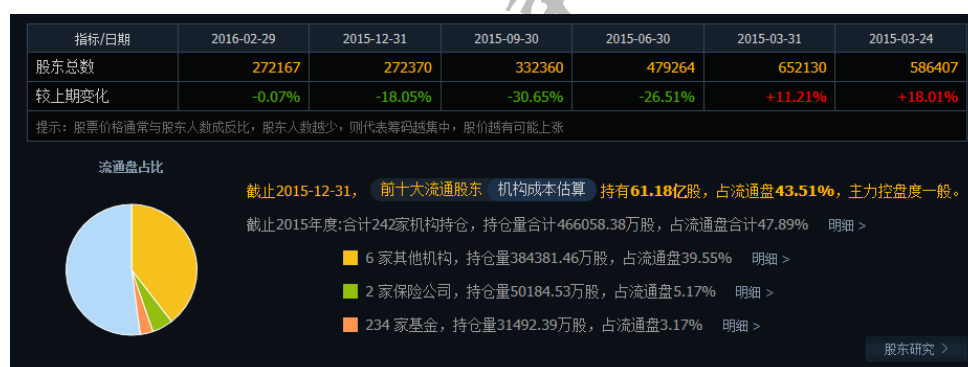 指标/日期 2016-02-29 2015-12-31 2015-09-30 2015-06-30 2015-03-31 2015-03-24
股东总数 272167 272370 332360 479264 652130 586407
较上期变化 -0.07% -18.05% -30.65% -26.51% +11.21% +18.01%
提示：股票价格通常与股东人数成反比，股东人数越少，则代表筹码越集中，股价越有可能上涨
流通盘占比
截止2015-12-31， 前十大流通股东 机构成本估算 持有61.18亿股，占流通盘43.51%，主力控盘度一般。
截止2015年度:合计242家机构持仓，持仓量合计466058.38万股，占流通盘合计47.89% 明细 >
6 家其他机构，持仓量384381.46万股，占流通盘39.55% 明细 >
2 家保险公司，持仓量50184.53万股，占流通盘5.17% 明细 >
234 家基金，持仓量31492.39万股，占流通盘3.17% 明细 >
股东研究 >